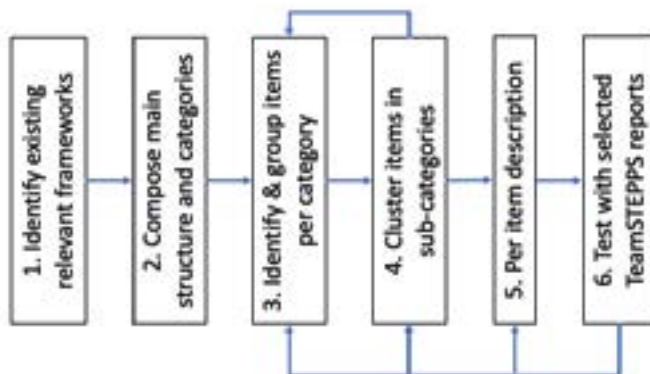 1. Identify existing
relevant frameworks
2. Compose main
structure and categories
3. Identify & group items
per category
4. Cluster items in
sub-categories
5. Per item description
6. Test with selected
TeamSTEPPS reports